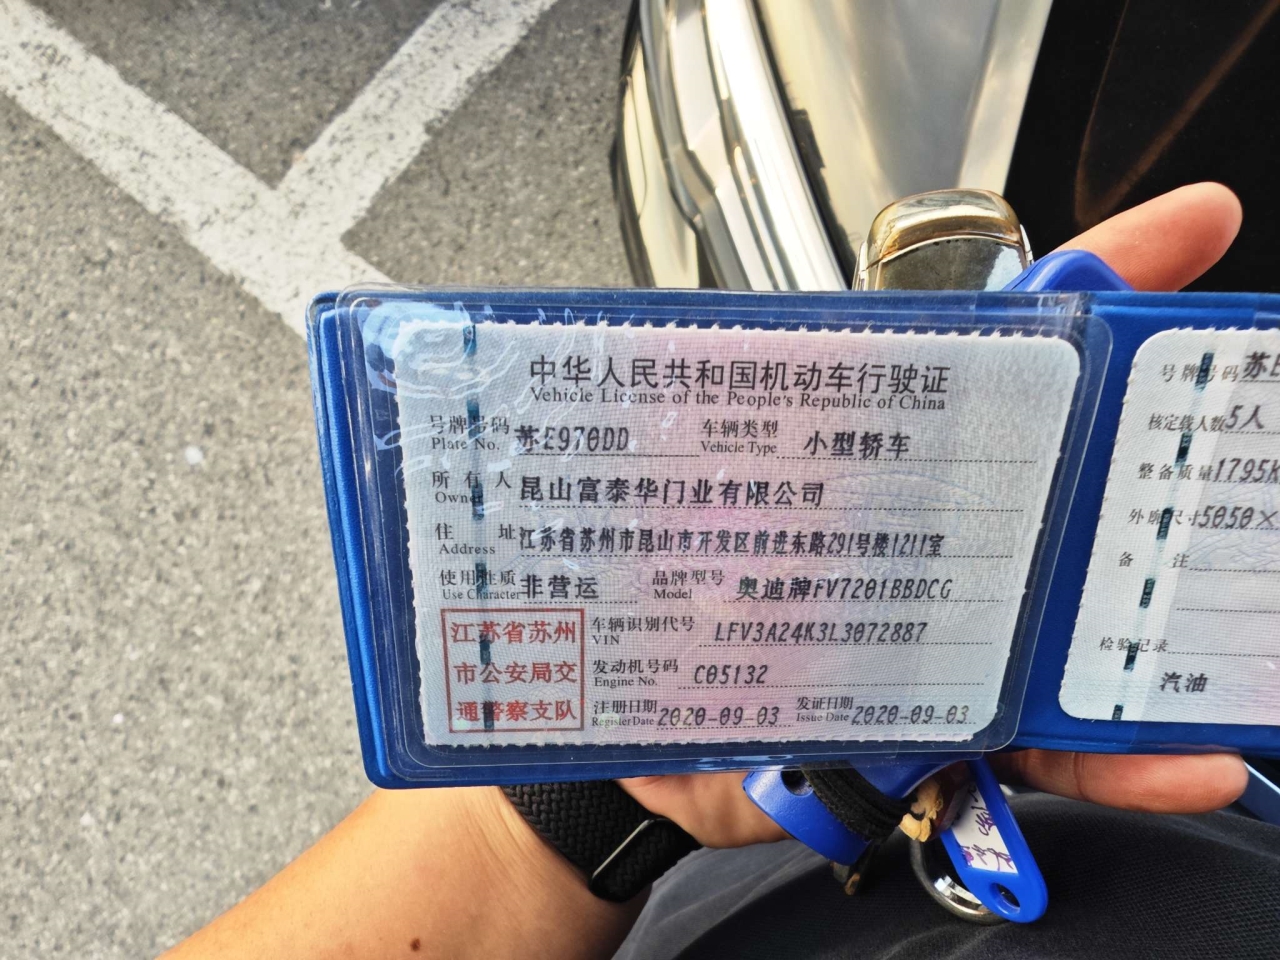 中华人民共和国机动车行驶证
Vehicle License of the People's Republic of China
号牌号码 苏E970DD 车辆类型 小型轿车
Plate No. Vehicle Type
所有人 昆山富泰华门业有限公司
Owner
住址 江苏省苏州市昆山市开发区前进东路291号楼1211室
Address
使用性质 非营运 品牌型号 奥迪牌FV7201BBDCG
Use Character Model
江苏省苏州
市公安局交
通警察支队
车辆识别代号 LFV3A24K3L3072887
VIN
发动机号码 C05132
Engine No.
注册日期 2020-09-03 发证日期 2020-09-03
Register Date Issue Date
号牌号码 苏E
核定载人数 5人
整备质量 1795K
外廓尺寸 5050×
备注
检验记录
汽油